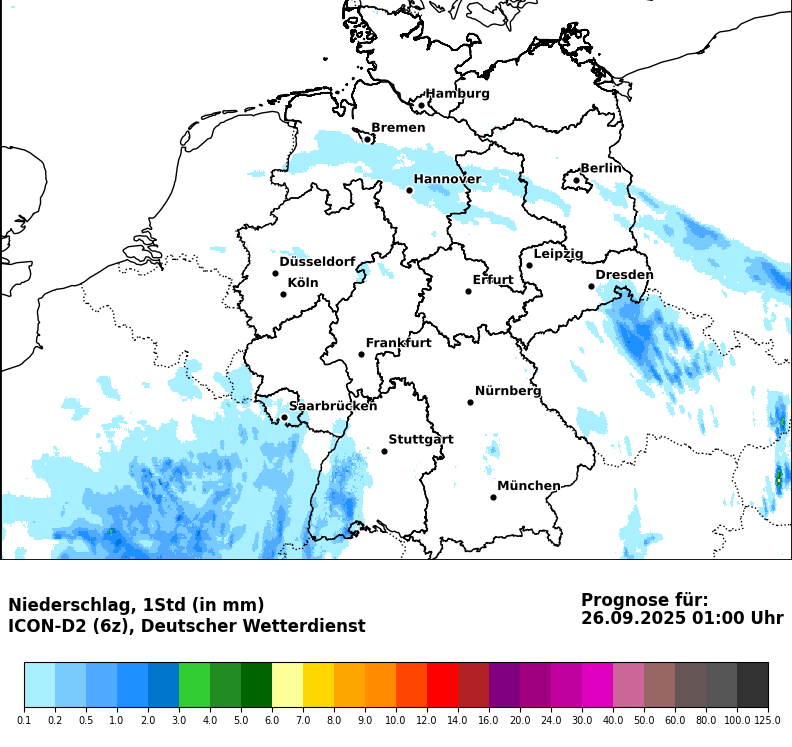 Hamburg
Bremen
Berlin
Hannover
Leipzig
Düsseldorf
Dresden
Köln
Erfurt
Frankfurt
Nürnberg
Saarbrücken
Stuttgart
München
Niederschlag, 1Std (in mm)
ICON-D2 (6z), Deutscher Wetterdienst
Prognose für:
26.09.2025 01:00 Uhr
0.1 0.2 0.5 1.0 2.0 3.0 4.0 5.0 6.0 7.0 8.0 9.0 10.0 12.0 14.0 16.0 20.0 24.0 30.0 40.0 50.0 60.0 80.0 100.0 125.0